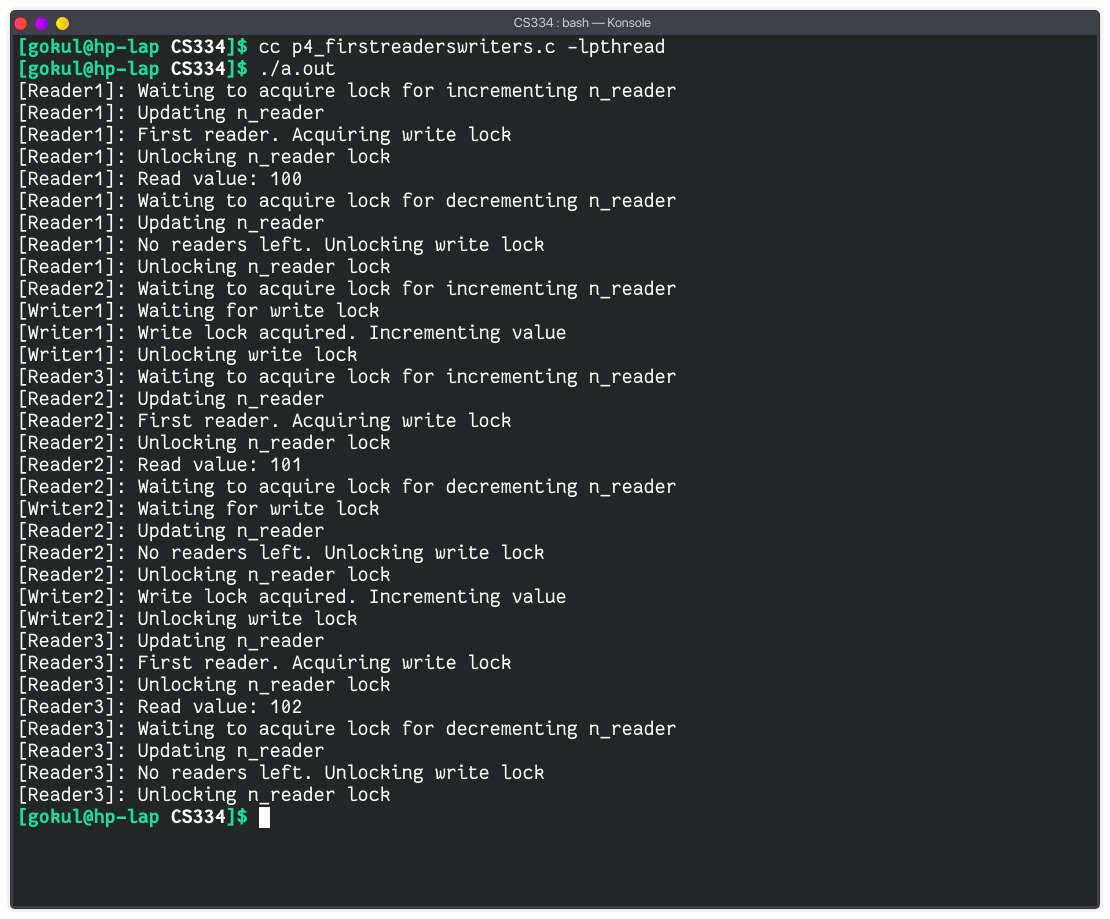 CS334 : bash — Konsole
[gokul@hp-lap CS334]$ cc p4_firstreaderswriters.c -lpthread
[gokul@hp-lap CS334]$ ./a.out
[Reader1]: Waiting to acquire lock for incrementing n_reader
[Reader1]: Updating n_reader
[Reader1]: First reader. Acquiring write lock
[Reader1]: Unlocking n_reader lock
[Reader1]: Read value: 100
[Reader1]: Waiting to acquire lock for decrementing n_reader
[Reader1]: Updating n_reader
[Reader1]: No readers left. Unlocking write lock
[Reader1]: Unlocking n_reader lock
[Reader2]: Waiting to acquire lock for incrementing n_reader
[Writer1]: Waiting for write lock
[Writer1]: Write lock acquired. Incrementing value
[Writer1]: Unlocking write lock
[Reader3]: Waiting to acquire lock for incrementing n_reader
[Reader2]: Updating n_reader
[Reader2]: First reader. Acquiring write lock
[Reader2]: Unlocking n_reader lock
[Reader2]: Read value: 101
[Reader2]: Waiting to acquire lock for decrementing n_reader
[Writer2]: Waiting for write lock
[Reader2]: Updating n_reader
[Reader2]: No readers left. Unlocking write lock
[Reader2]: Unlocking n_reader lock
[Writer2]: Write lock acquired. Incrementing value
[Writer2]: Unlocking write lock
[Reader3]: Updating n_reader
[Reader3]: First reader. Acquiring write lock
[Reader3]: Unlocking n_reader lock
[Reader3]: Read value: 102
[Reader3]: Waiting to acquire lock for decrementing n_reader
[Reader3]: Updating n_reader
[Reader3]: No readers left. Unlocking write lock
[Reader3]: Unlocking n_reader lock
[gokul@hp-lap CS334]$